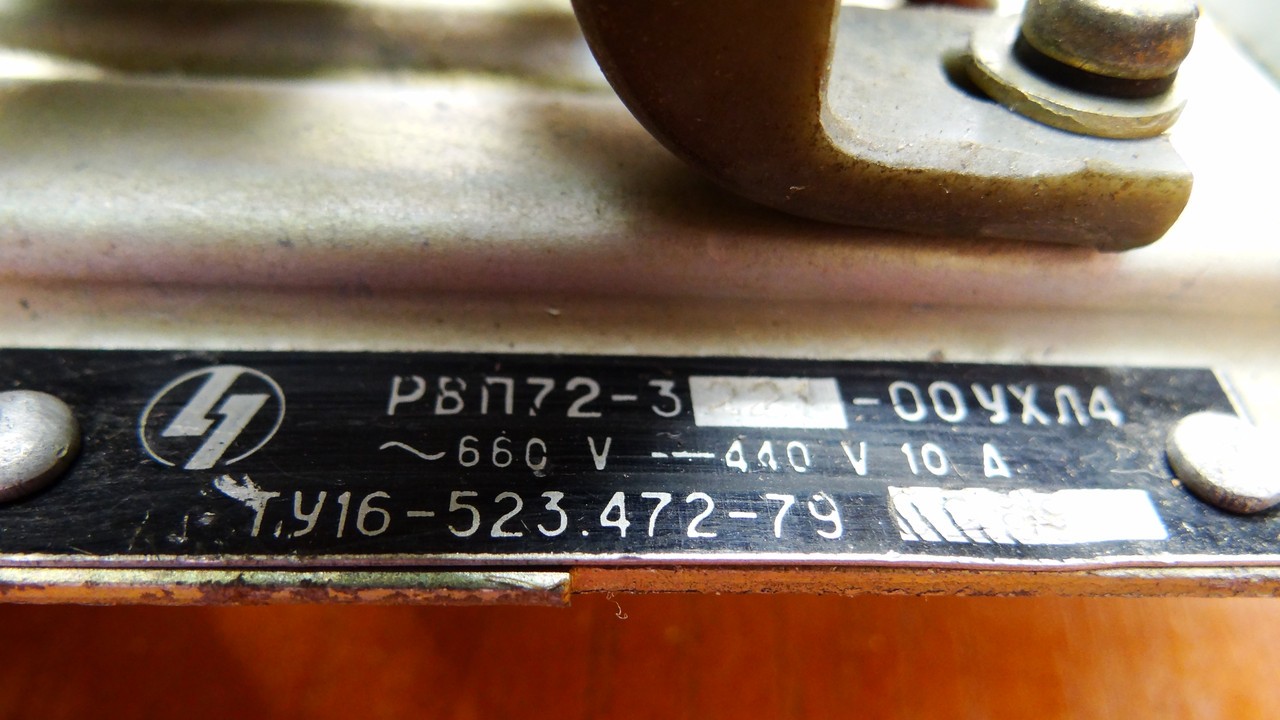 РВП72-3 -00УХЛ4
~660 V ---440 V 10 A
ТУ16-523.472-79